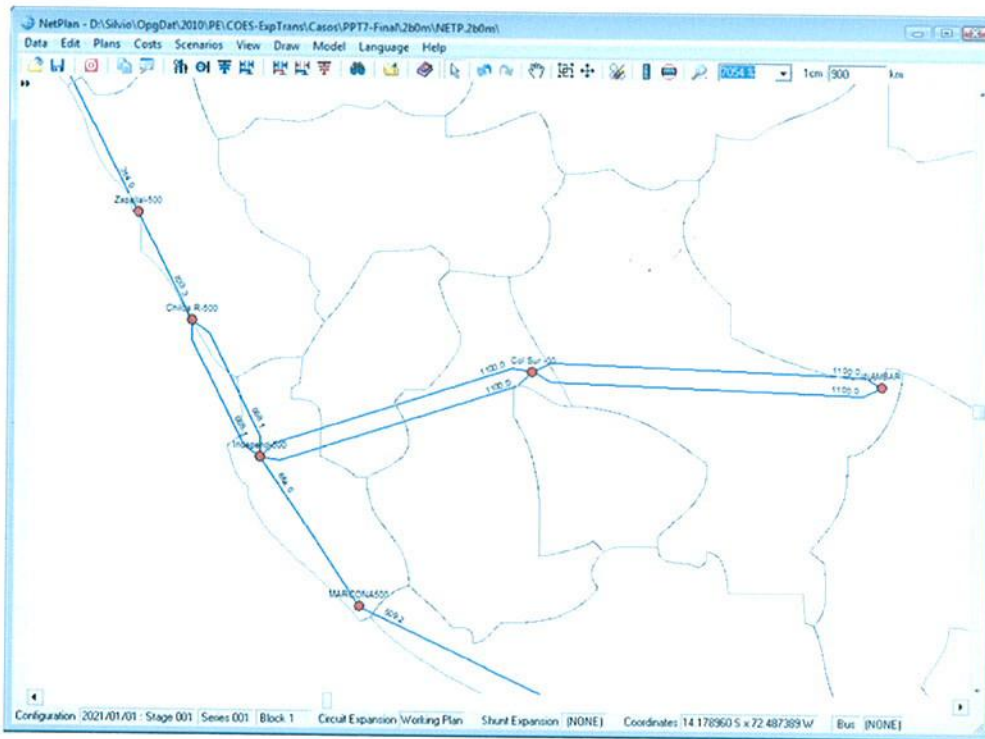 NetPlan - D:\Silvio\OpgDat\2010\PE\COES-ExpTrans\Casos\PPT7-Final\2b0m\NETP.2b0m\
Data Edit Plans Costs Scenarios View Draw Model Language Help
1cm 900 km
Zapallal-500
Chilca R-500
Col Sur
1100.0
1100.0
1100.0
1100.0
MARCONA500
509.2
Configuration 2021/01/01 : Stage 001 Series 001 Block 1 Circuit Expansion Working Plan Shunt Expansion (NONE) Coordinates 14.178960 S x 72.487389 W Bus (NONE)